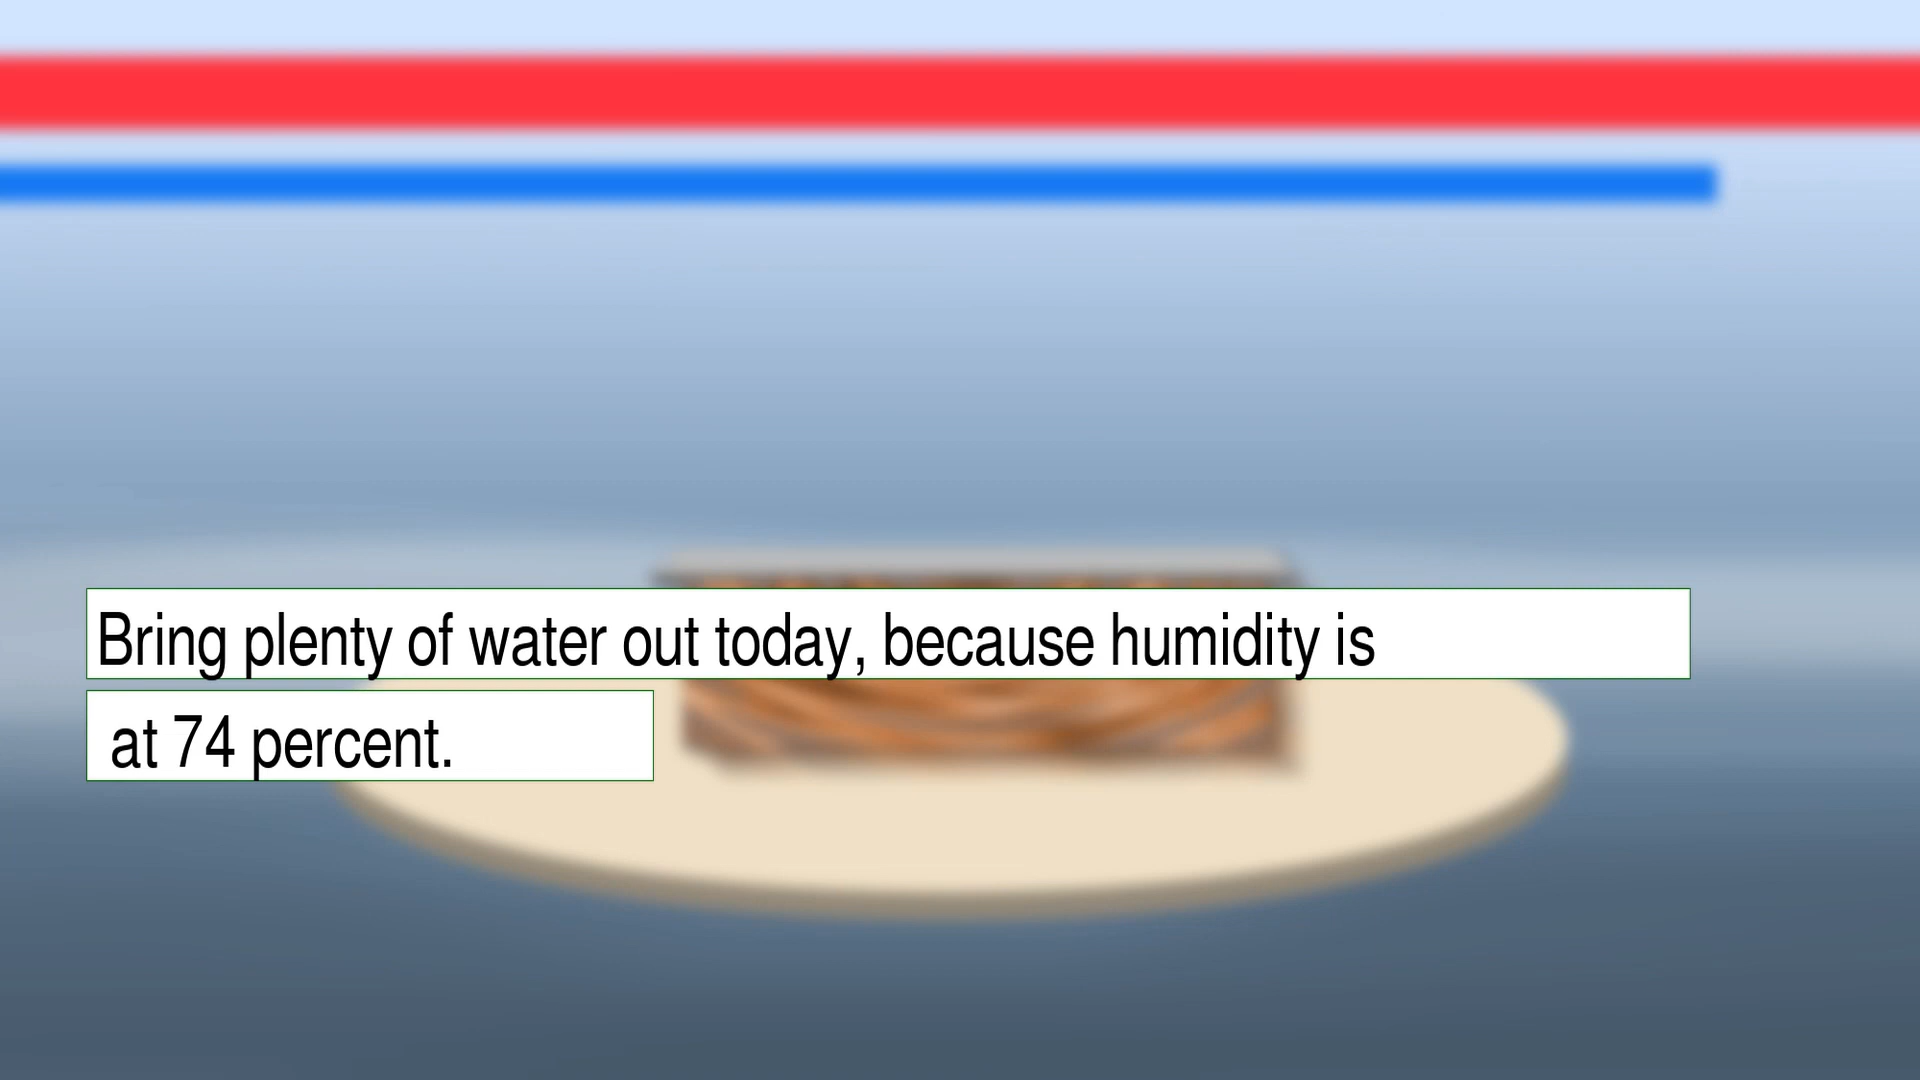 Bring plenty of water out today, because humidity is
at 74 percent.